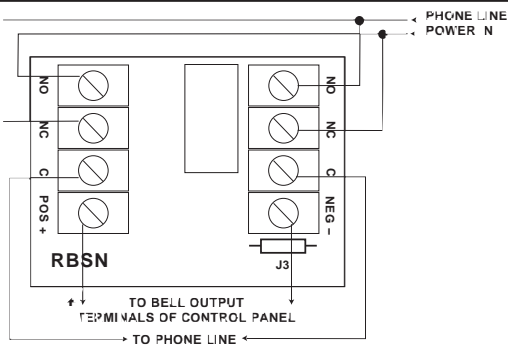 PHONE LINE
POWER IN
NO
NO
NC
NC
C
C
POS +
NEG –
RBSN
J3
TO BELL OUTPUT
TERMINALS OF CONTROL PANEL
TO PHONE LINE